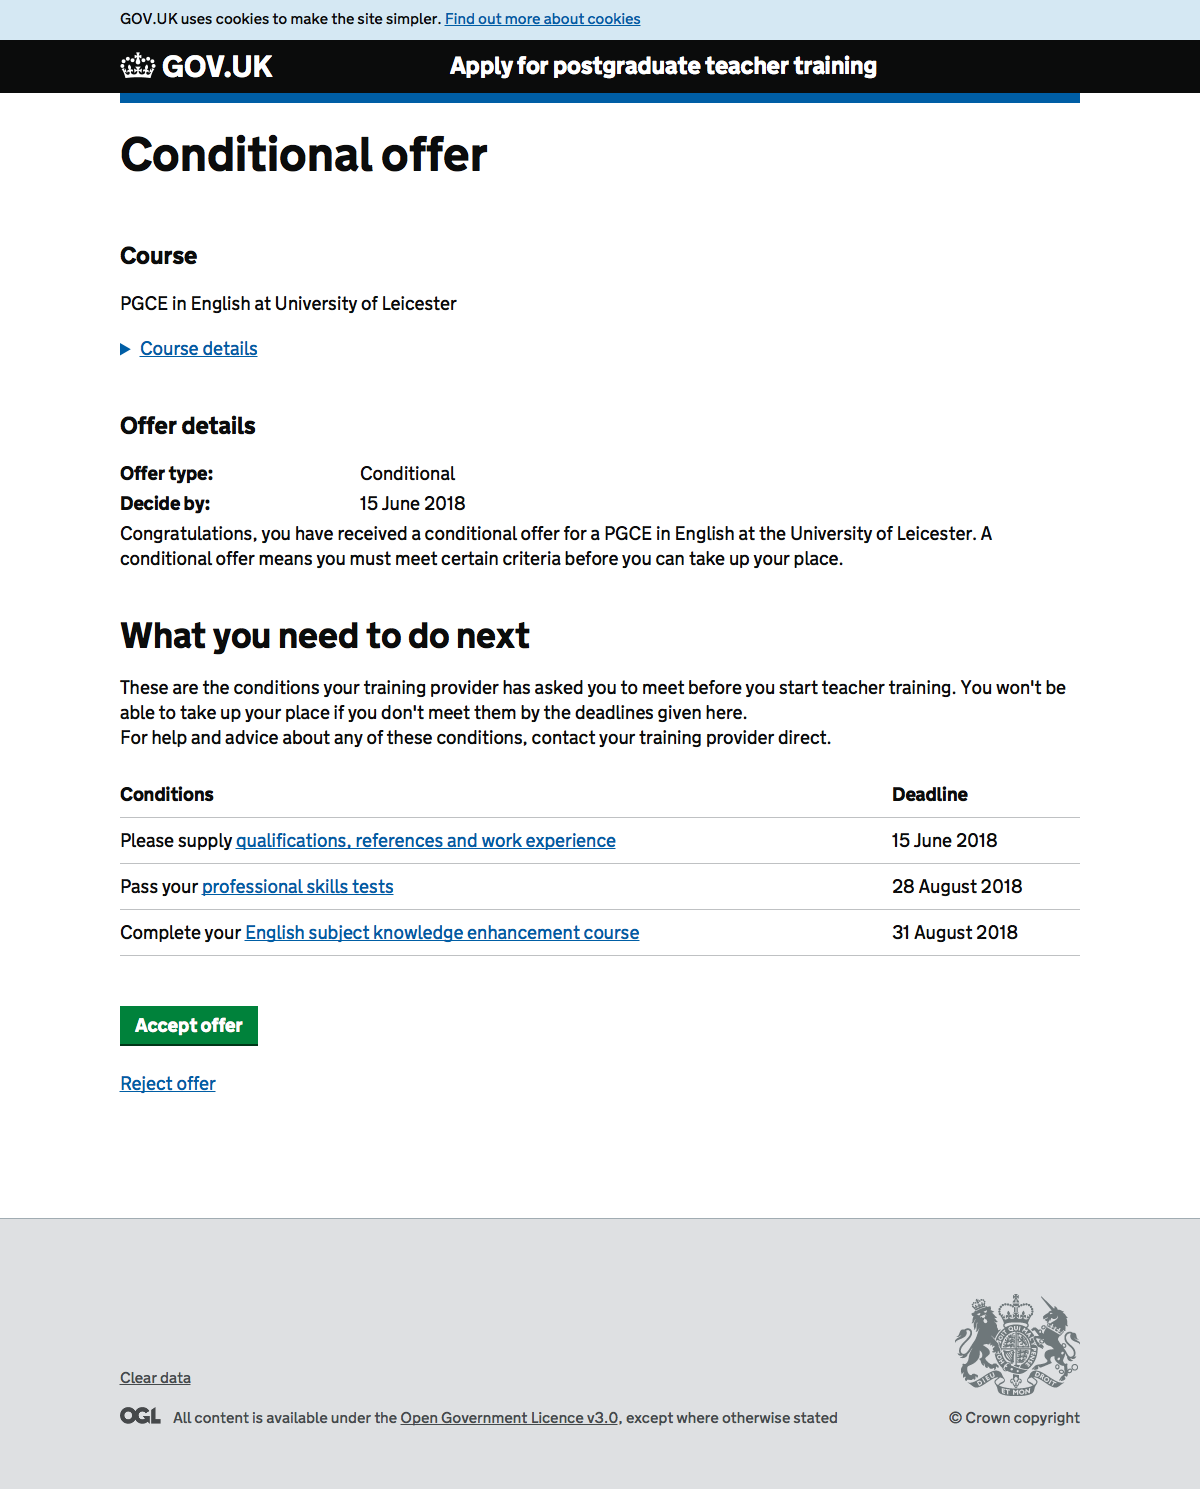 GOV.UK uses cookies to make the site simpler. Find out more about cookies
GOV.UK Apply for postgraduate teacher training
Conditional offer
Course
PGCE in English at University of Leicester
Course details
Offer details
Offer type: Conditional
Decide by: 15 June 2018
Congratulations, you have received a conditional offer for a PGCE in English at the University of Leicester. A
conditional offer means you must meet certain criteria before you can take up your place.
What you need to do next
These are the conditions your training provider has asked you to meet before you start teacher training. You won't be
able to take up your place if you don't meet them by the deadlines given here.
For help and advice about any of these conditions, contact your training provider direct.
Conditions Deadline
Please supply qualifications, references and work experience 15 June 2018
Pass your professional skills tests 28 August 2018
Complete your English subject knowledge enhancement course 31 August 2018
Accept offer
Reject offer
DIEU ET MON DROIT
Clear data
OGL All content is available under the Open Government Licence v3.0, except where otherwise stated
© Crown copyright